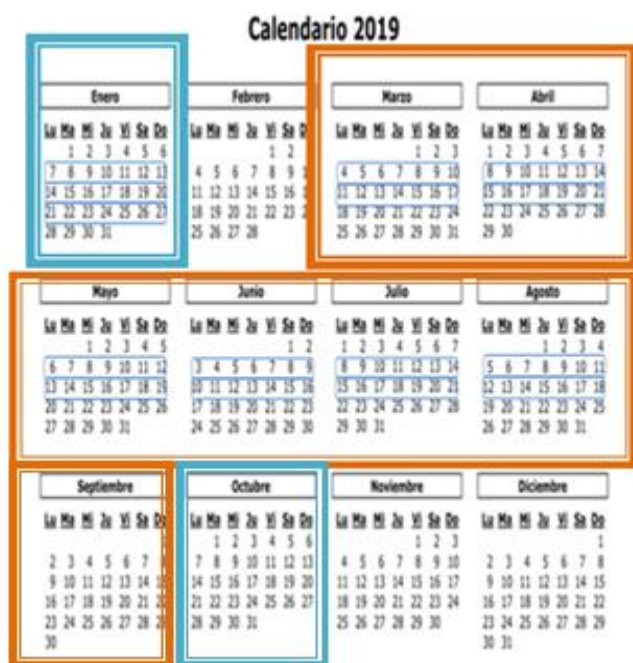 Calendario 2019
Enero
Lu Ma Mi Ju Vi Sa Do
1 2 3 4 5 6
7 8 9 10 11 12 13
14 15 16 17 18 19 20
21 22 23 24 25 26 27
28 29 30 31
Febrero
Lu Ma Mi Ju Vi Sa
1 2
4 5 6 7 8 9
11 12 13 14 15 16
18 19 20 21 22 23
25 26 27 28
Marzo
Lu Ma Mi Ju Vi Sa Do
1 2 3
4 5 6 7 8 9 10
11 12 13 14 15 16 17
18 19 20 21 22 23 24
25 26 27 28 29 30 31
Abril
Lu Ma Mi Ju Vi Sa Do
1 2 3 4 5 6 7
8 9 10 11 12 13 14
15 16 17 18 19 20 21
22 23 24 25 26 27 28
29 30
Mayo
Lu Ma Mi Ju Vi Sa Do
1 2 3 4 5
6 7 8 9 10 11 12
13 14 15 16 17 18 19
20 21 22 23 24 25 26
27 28 29 30 31
Junio
Lu Ma Mi Ju Vi Sa Do
1 2
3 4 5 6 7 8 9
10 11 12 13 14 15 16
17 18 19 20 21 22 23
24 25 26 27 28 29 30
Julio
Lu Ma Mi Ju Vi Sa Do
1 2 3 4 5 6 7
8 9 10 11 12 13 14
15 16 17 18 19 20 21
22 23 24 25 26 27 28
29 30 31
Agosto
Lu Ma Mi Ju Vi Sa Do
1 2 3 4
5 6 7 8 9 10 11
12 13 14 15 16 17 18
19 20 21 22 23 24 25
26 27 28 29 30 31
Septiembre
Lu Ma Mi Ju Vi Sa Do
2 3 4 5 6 7
9 10 11 12 13 14
16 17 18 19 20 21
23 24 25 26 27 28
30
Octubre
Lu Ma Mi Ju Vi Sa Do
1 2 3 4 5 6
7 8 9 10 11 12 13
14 15 16 17 18 19 20
21 22 23 24 25 26 27
28 29 30 31
Noviembre
Lu Ma Mi Ju Vi Sa Do
1 2 3
4 5 6 7 8 9 10
11 12 13 14 15 16 17
18 19 20 21 22 23 24
25 26 27 28 29 30
Diciembre
Lu Ma Mi Ju Vi Sa Do
1
2 3 4 5 6 7 8
9 10 11 12 13 14 15
16 17 18 19 20 21 22
23 24 25 26 27 28 29
30 31